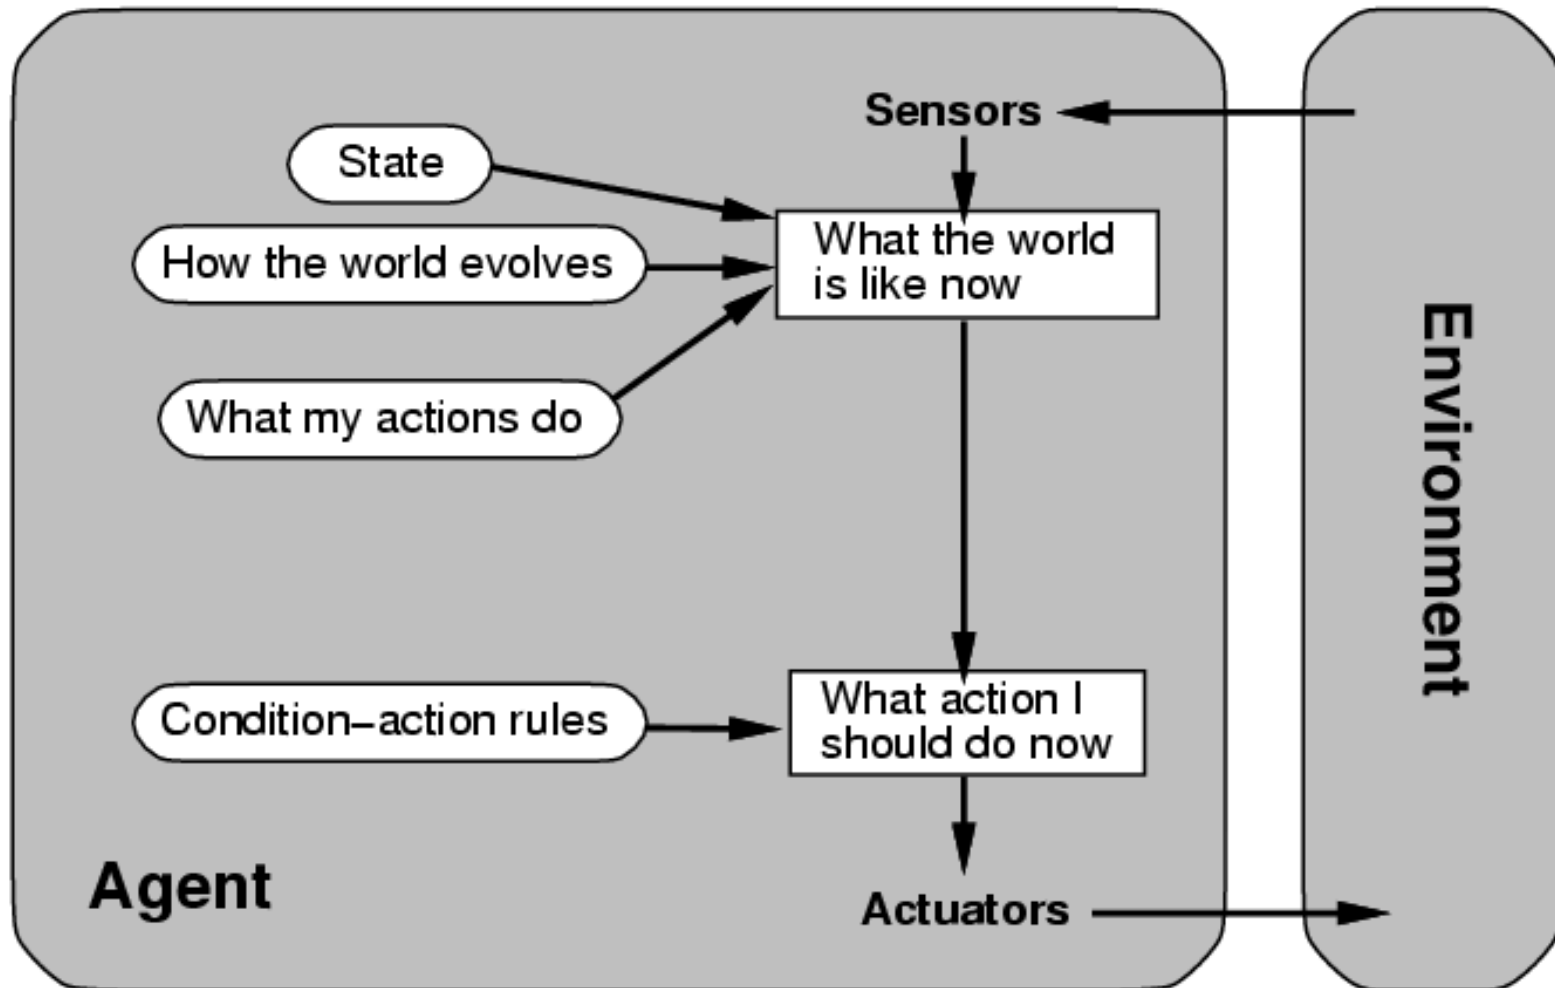 Sensors
State
What the world
is like now
How the world evolves
What my actions do
Environment
Condition–action rules
What action I
should do now
Agent
Actuators